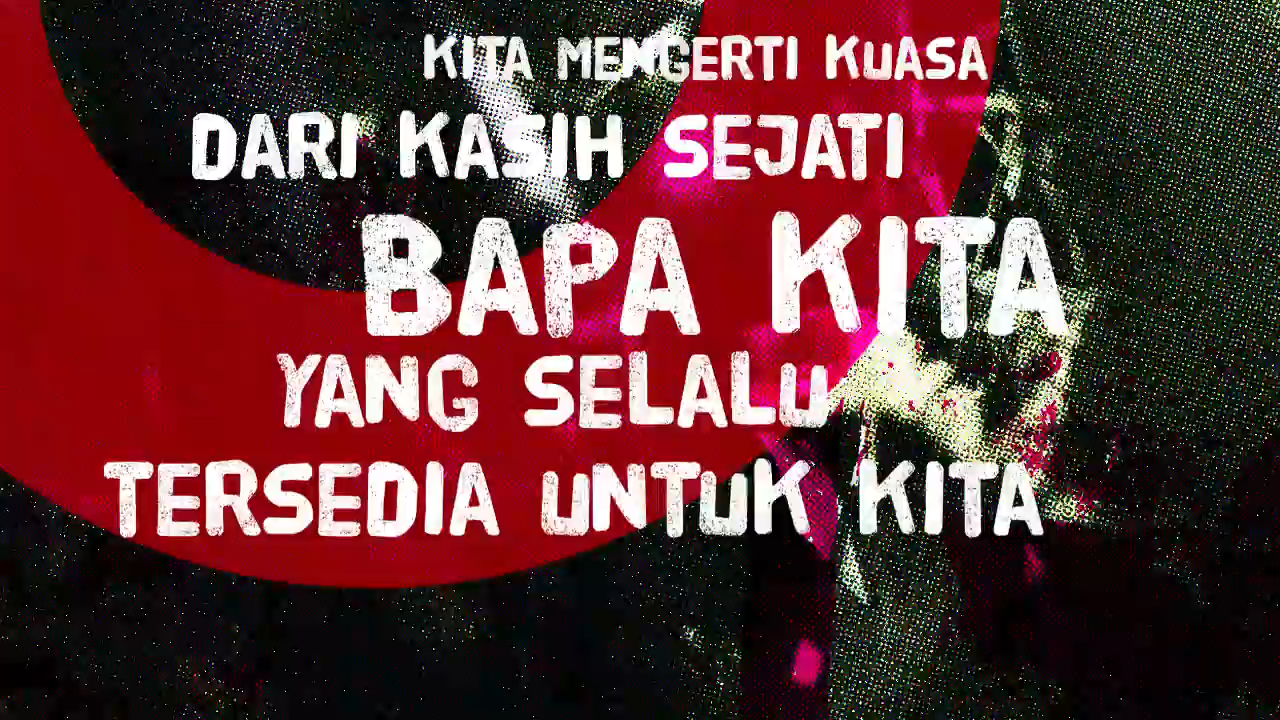 KITA MENGERTI KUASA
DARI KASIH SEJATI
BAPA KITA
YANG SELALU
TERSEDIA UNTUK KITA